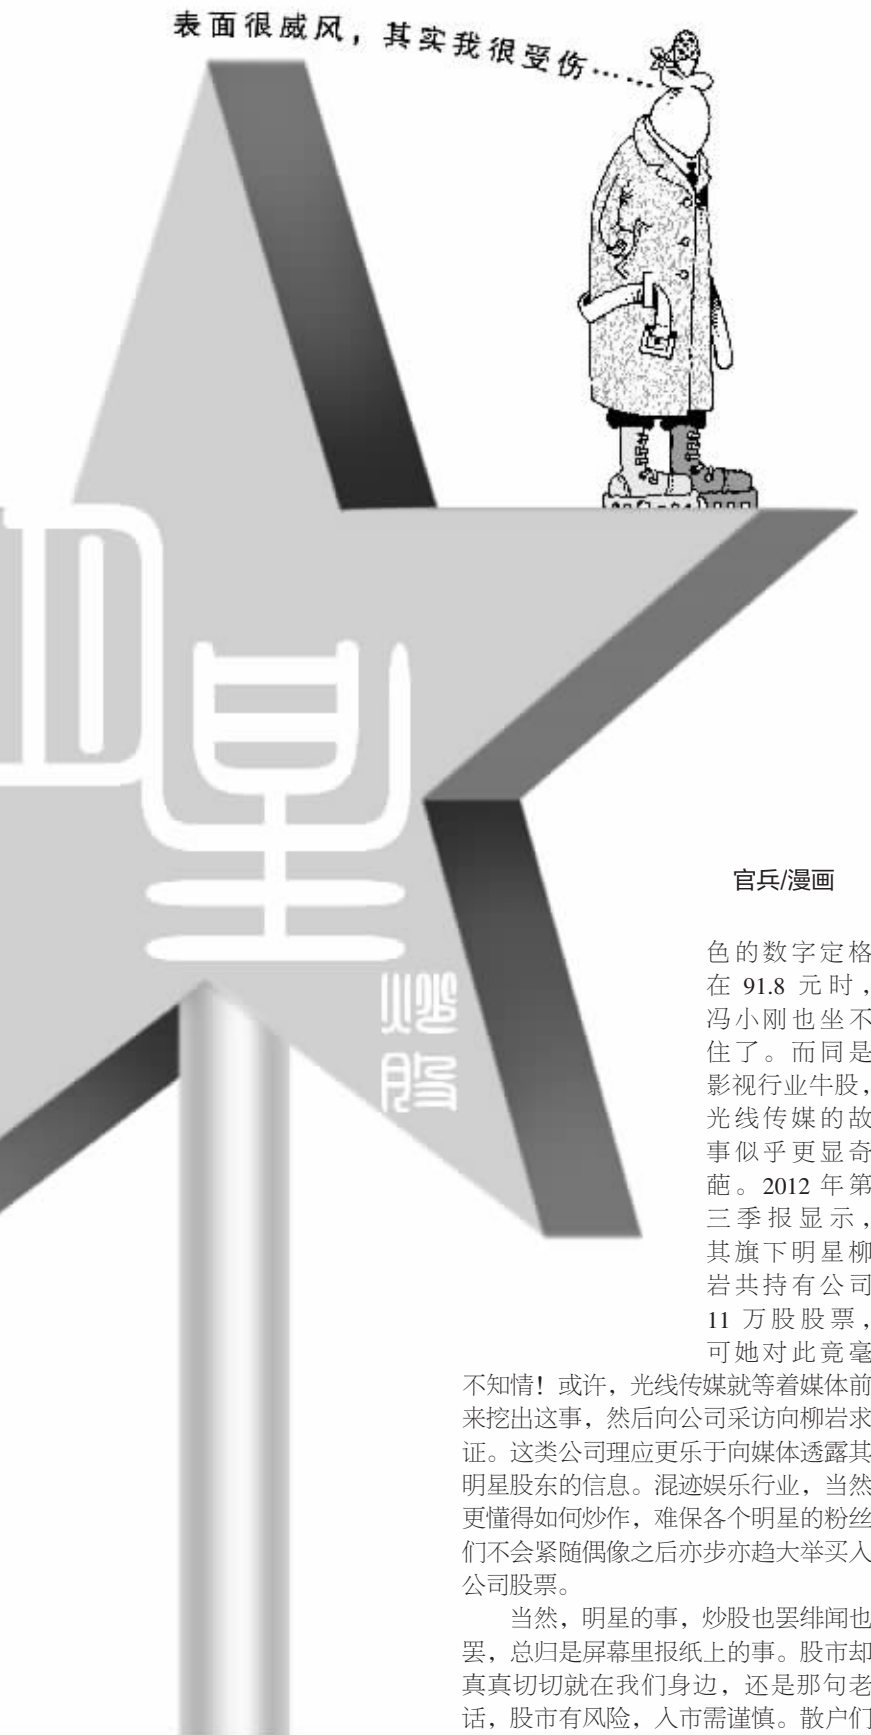 表面很威风，其实我很受伤……
明星
炒股
官兵/漫画
色的数字定格
在 91.8 元时，
冯小刚也坐不
住了。而同是
影视行业牛股，
光线传媒的故
事似乎更显奇
葩。2012 年第
三季报显示，
其旗下明星柳
岩共持有公司
11 万股股票，
可她对此竟毫
不知情！或许，光线传媒就等着媒体前
来挖出这事，然后向公司采访向柳岩求
证。这类公司理应更乐于向媒体透露其
明星股东的信息。混迹娱乐行业，当然
更懂得如何炒作，难保各个明星的粉丝
们不会紧随偶像之后亦步亦趋大举买入
公司股票。
当然，明星的事，炒股也罢绯闻也
罢，总归是屏幕里报纸上的事。股市却
真真切切就在我们身边，还是那句老
话，股市有风险，入市需谨慎。散户们